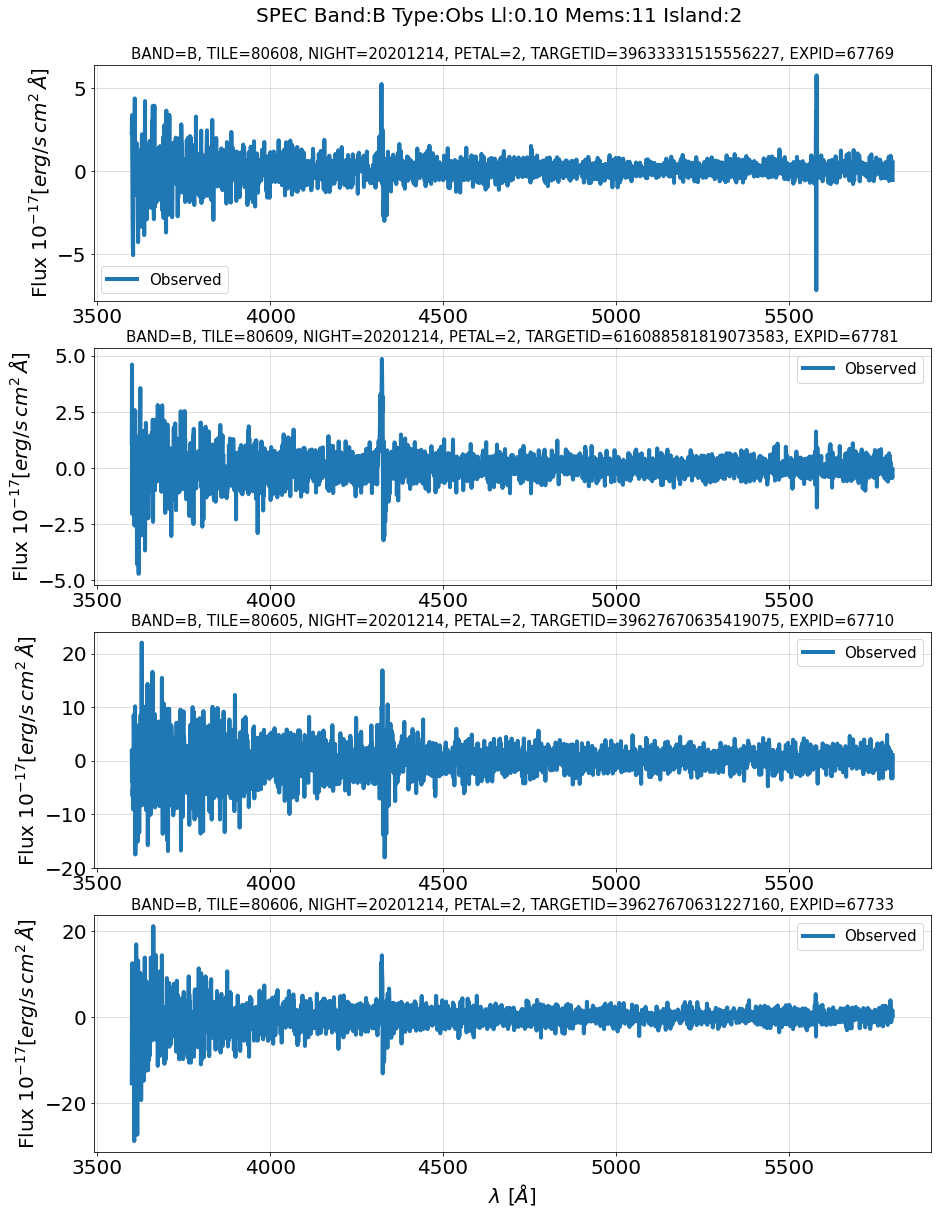 SPEC Band:B Type:Obs Ll:0.10 Mems:11 Island:2
BAND=B, TILE=80608, NIGHT=20201214, PETAL=2, TARGETID=39633331515556227, EXPID=67769
Flux 10⁻¹⁷[erg/s cm² Å]
5
0
−5
Observed
3500 4000 4500 5000 5500
BAND=B, TILE=80609, NIGHT=20201214, PETAL=2, TARGETID=616088581819073583, EXPID=67781
Flux 10⁻¹⁷[erg/s cm² Å]
5.0
2.5
0.0
−2.5
−5.0
Observed
3500 4000 4500 5000 5500
BAND=B, TILE=80605, NIGHT=20201214, PETAL=2, TARGETID=39627670635419075, EXPID=67710
Flux 10⁻¹⁷[erg/s cm² Å]
20
10
0
−10
−20
Observed
3500 4000 4500 5000 5500
BAND=B, TILE=80606, NIGHT=20201214, PETAL=2, TARGETID=39627670631227160, EXPID=67733
Flux 10⁻¹⁷[erg/s cm² Å]
20
0
−20
Observed
3500 4000 4500 5000 5500
λ [Å]